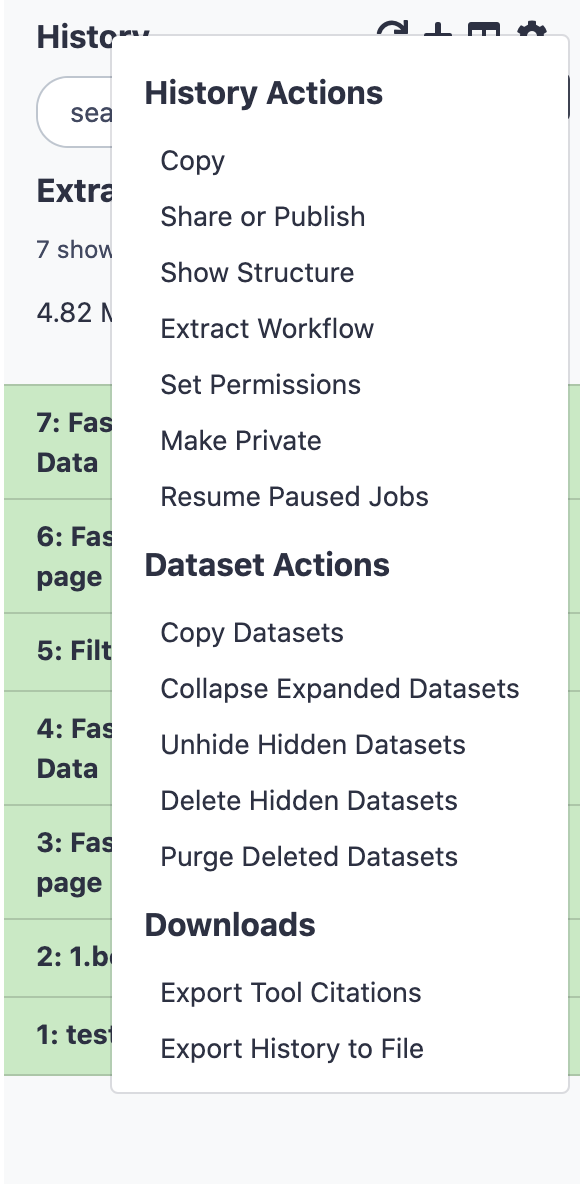 History
History Actions
sea
Copy
Extra
Share or Publish
7 show
Show Structure
4.82
Extract Workflow
Set Permissions
7: Fas
Data
Make Private
Resume Paused Jobs
6: Fas
page
Dataset Actions
Copy Datasets
5: Filt
Collapse Expanded Datasets
4: Fas
Data
Unhide Hidden Datasets
Delete Hidden Datasets
3: Fas
page
Purge Deleted Datasets
Downloads
2: 1.b
Export Tool Citations
1: test
Export History to File